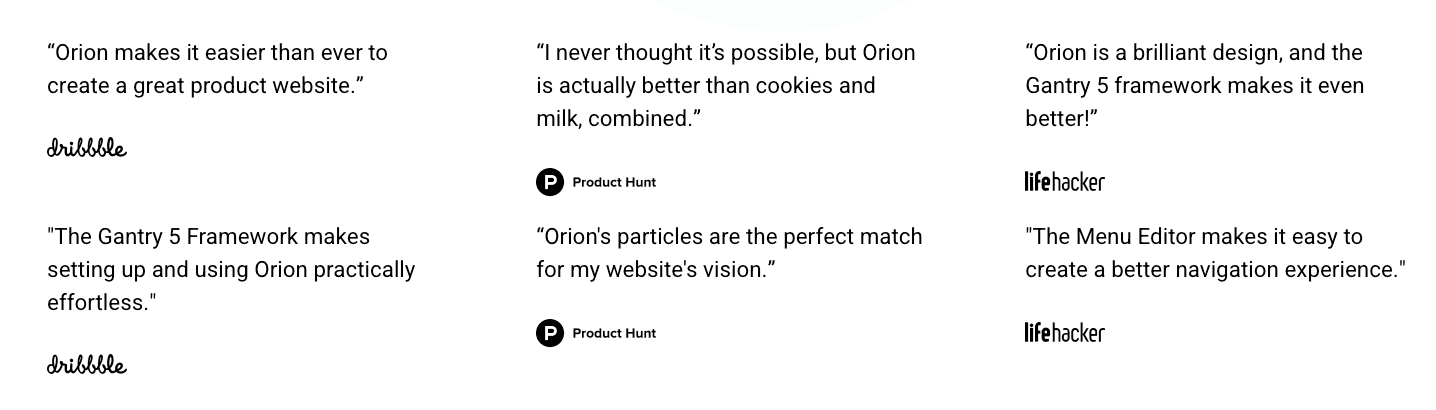 “Orion makes it easier than ever to
create a great product website.”
dribbble
“I never thought it’s possible, but Orion
is actually better than cookies and
milk, combined.”
Product Hunt
“Orion is a brilliant design, and the
Gantry 5 framework makes it even
better!”
lifehacker
"The Gantry 5 Framework makes
setting up and using Orion practically
effortless."
dribbble
“Orion's particles are the perfect match
for my website's vision.”
Product Hunt
"The Menu Editor makes it easy to
create a better navigation experience."
lifehacker